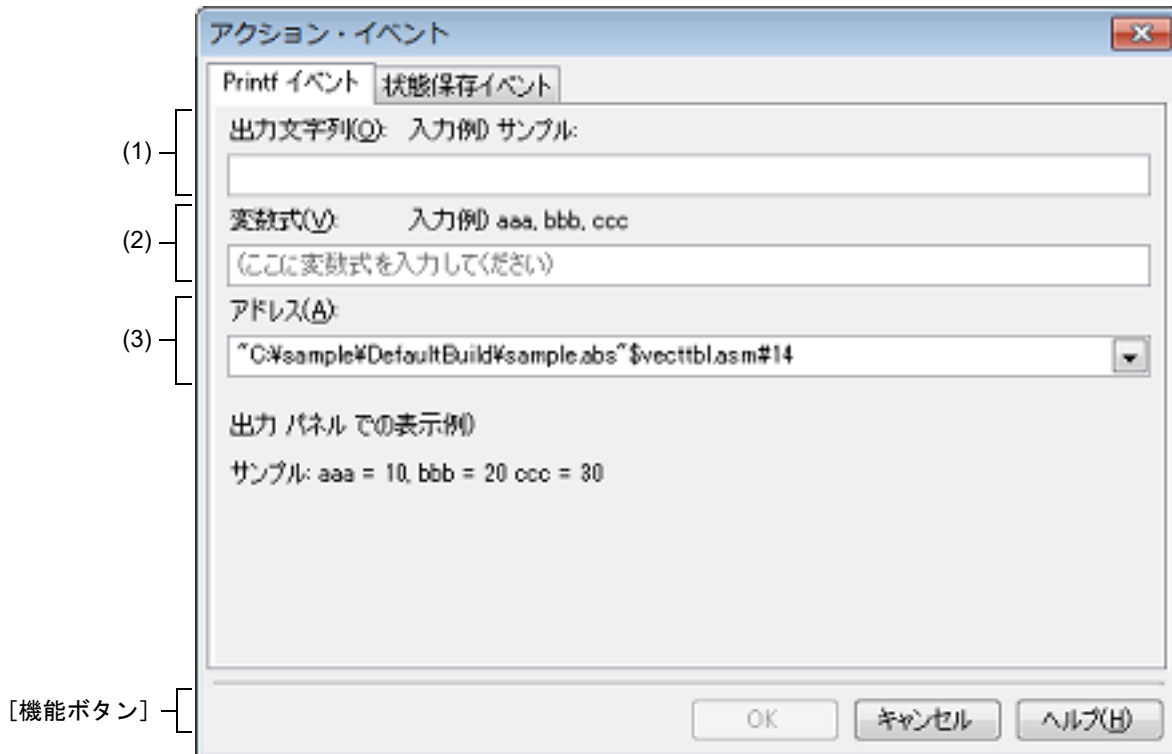 アクション・イベント
Printf イベント 状態保存イベント
(1)
出力文字列(O): 入力例) サンプル:
(2)
変数式(V): 入力例) aaa, bbb, ccc
(ここに変数式を入力してください)
(3)
アドレス(A):
"C:¥sample¥DefaultBuild¥sample.abs"$vecttbl.asm#14
出力 パネル での表示例)
サンプル: aaa = 10, bbb = 20 ccc = 30
[機能ボタン]
OK キャンセル ヘルプ(H)